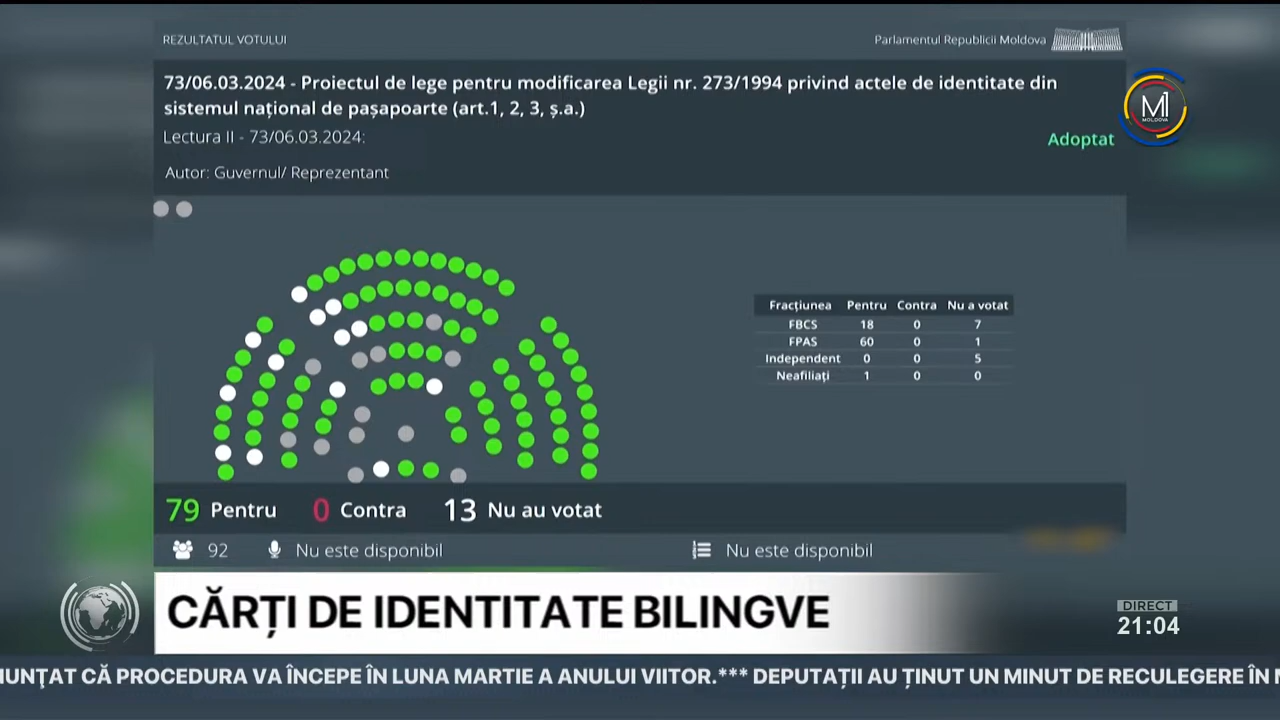 REZULTATUL VOTULUI
Parlamentul Republicii Moldova
73/06.03.2024 - Proiectul de lege pentru modificarea Legii nr. 273/1994 privind actele de identitate din
sistemul național de pașapoarte (art.1, 2, 3, ș.a.)
Lectura II - 73/06.03.2024:
Adoptat
Autor: Guvernul/ Reprezentant
M1
MOLDOVA
Fracțiunea Pentru Contra Nu a votat
FBCS 18 0 7
FPAS 60 0 1
Independent 0 0 5
Neafiliați 1 0 0
79 Pentru 0 Contra 13 Nu au votat
92 Nu este disponibil Nu este disponibil
CĂRȚI DE IDENTITATE BILINGVE
DIRECT
21:04
NUNȚAT CĂ PROCEDURA VA ÎNCEPE ÎN LUNA MARTIE A ANULUI VIITOR.*** DEPUTAȚII AU ȚINUT UN MINUT DE RECULEGERE ÎN